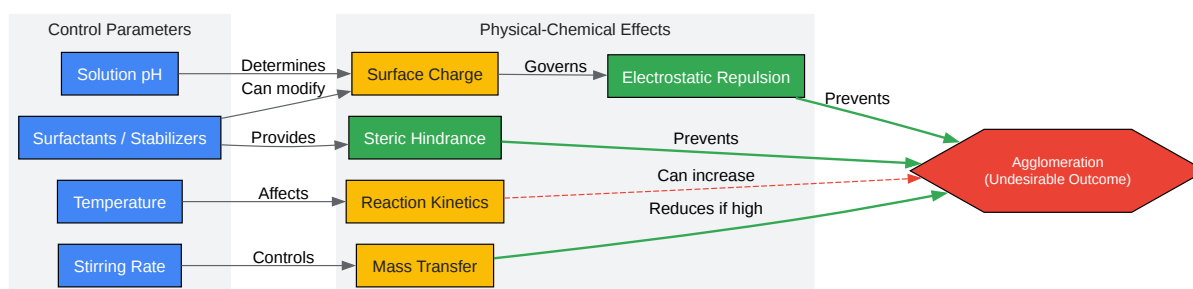 Control Parameters
Physical-Chemical Effects
Solution pH
Determines
Surface Charge
Governs
Electrostatic Repulsion
Can modify
Prevents
Surfactants / Stabilizers
Provides
Steric Hindrance
Prevents
Agglomeration
(Undesirable Outcome)
Can increase
Temperature
Affects
Reaction Kinetics
Reduces if high
Stirring Rate
Controls
Mass Transfer